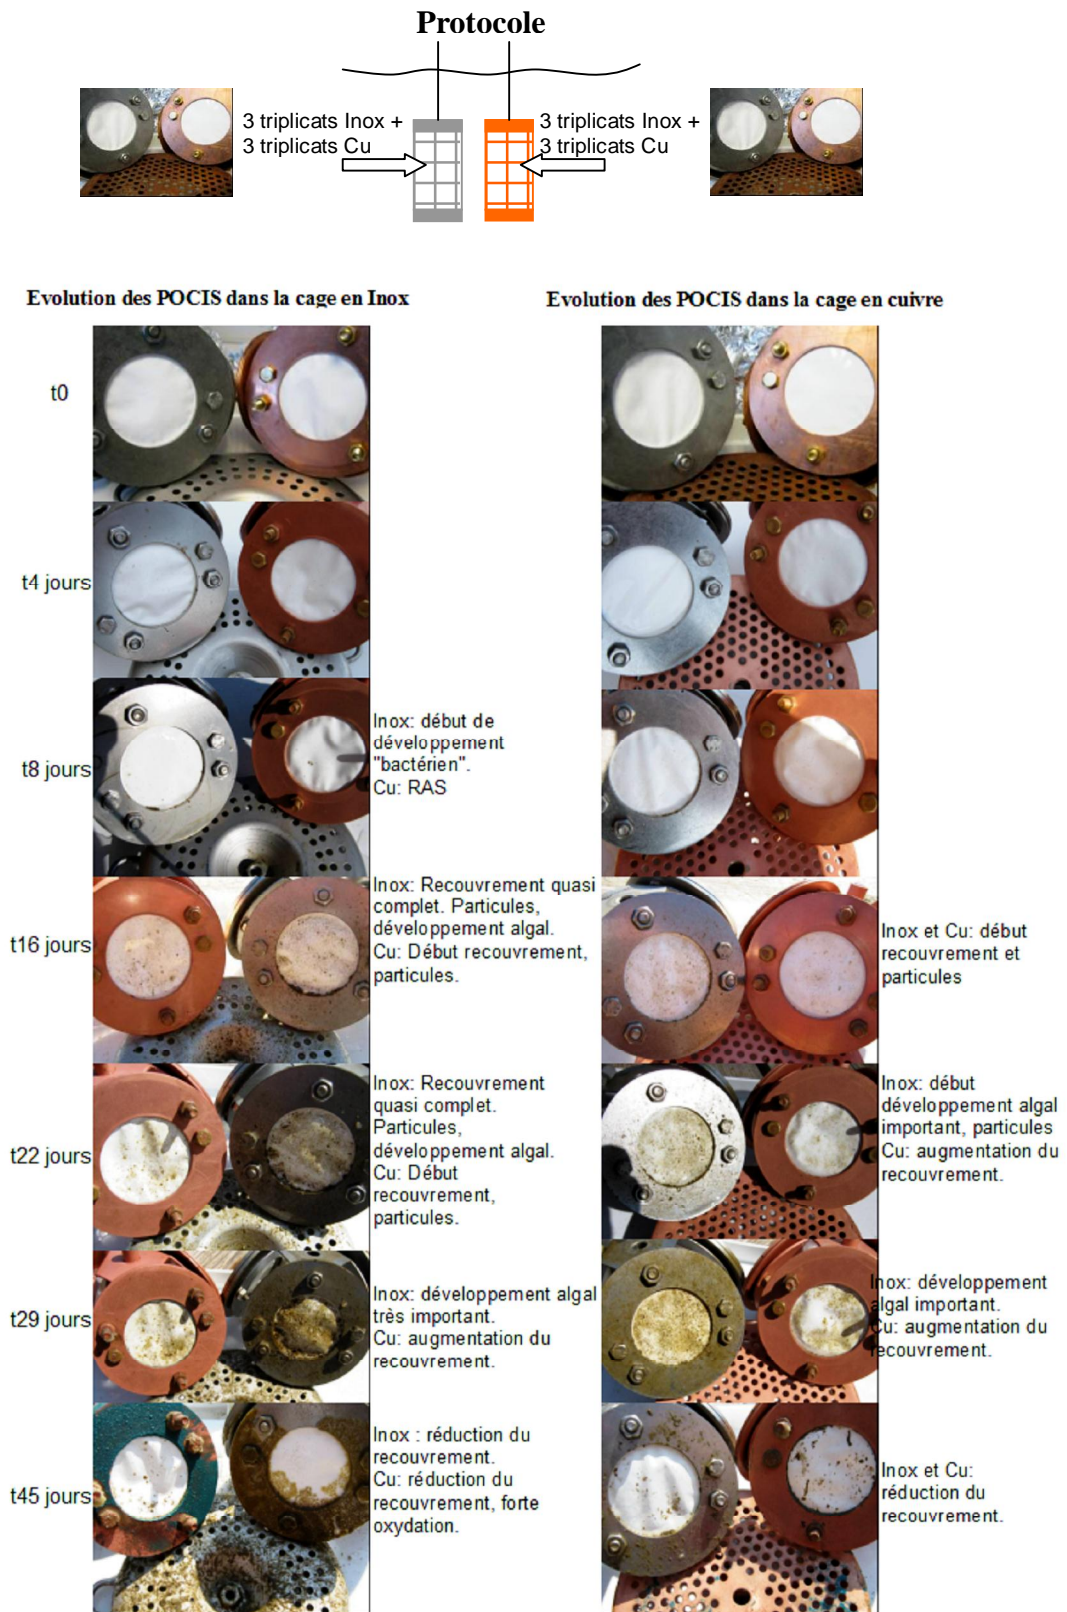 Protocole
3 triplicats Inox +
3 triplicats Cu
3 triplicats Inox +
3 triplicats Cu
Evolution des POCIS dans la cage en Inox
Evolution des POCIS dans la cage en cuivre
t0
t4 jours
t8 jours
Inox: début de
développement
"bactérien".
Cu: RAS
t16 jours
Inox: Recouvrement quasi
complet. Particules,
développement algal.
Cu: Début recouvrement,
particules.
Inox et Cu: début
recouvrement et
particules
t22 jours
Inox: Recouvrement
quasi complet.
Particules,
développement algal.
Cu: Début
recouvrement,
particules.
Inox: début
développement algal
important, particules
Cu: augmentation du
recouvrement.
t29 jours
Inox: développement algal
très important.
Cu: augmentation du
recouvrement.
Inox: développement
algal important.
Cu: augmentation du
recouvrement.
t45 jours
Inox : réduction du
recouvrement.
Cu: réduction du
recouvrement, forte
oxydation.
Inox et Cu:
réduction du
recouvrement.